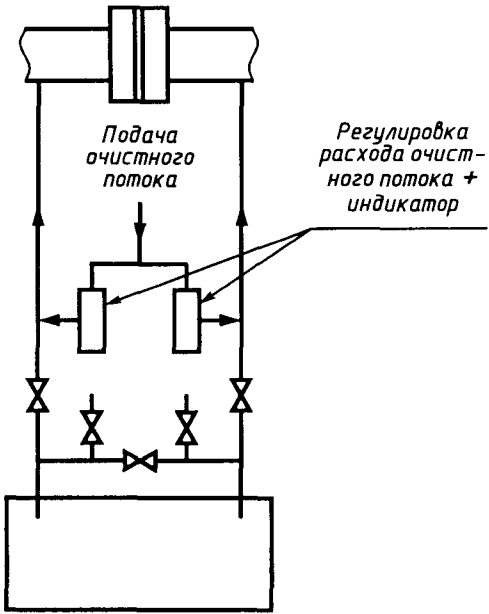 Подача
очистного
потока
Регулировка
расхода очист-
ного потока +
индикатор